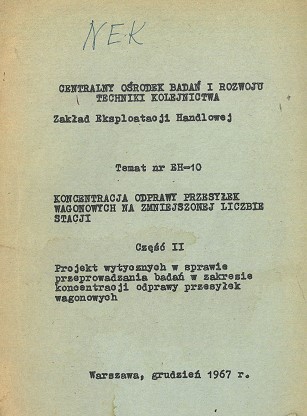 NEK
CENTRALNY OŚRODEK BADAŃ I ROZWOJU
TECHNIKI KOLEJNICTWA
Zakład Eksploatacji Handlowej
Temat nr EH-10
KONCENTRACJA ODPRAWY PRZESYŁEK
WAGONOWYCH NA ZMNIEJSZONEJ LICZBIE
STACJI
Część II
Projekt wytycznych w sprawie
przeprowadzania badań w zakresie
koncentracji odprawy przesyłek
wagonowych
Warszawa, grudzień 1967 r.